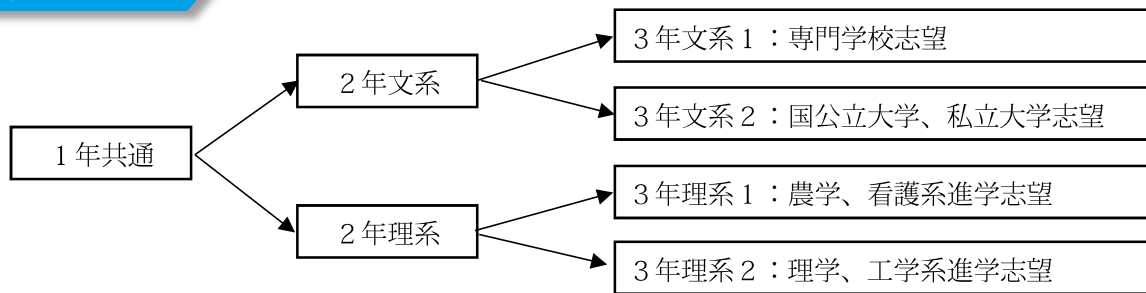 1年共通
2年文系
2年理系
3年文系1：専門学校志望
3年文系2：国公立大学、私立大学志望
3年理系1：農学、看護系進学志望
3年理系2：理学、工学系進学志望